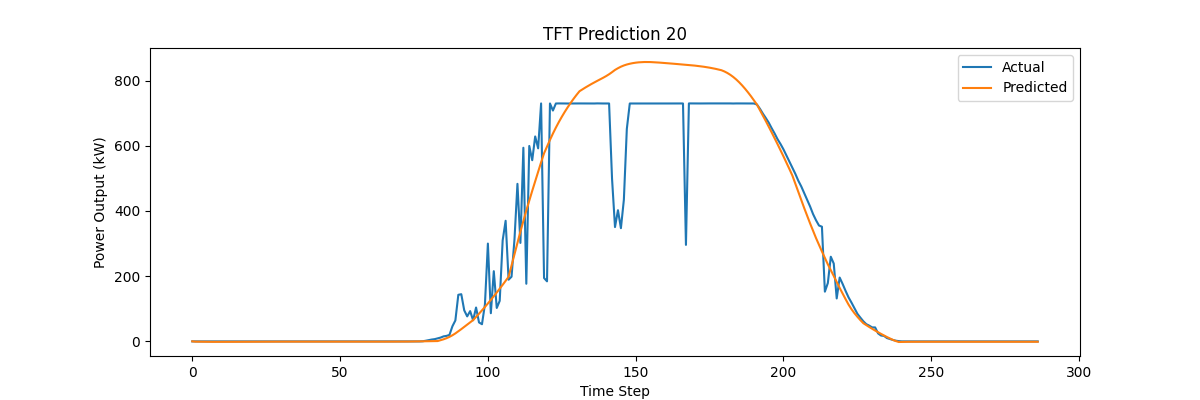 TFT Prediction 20
Actual
Predicted
Power Output (kW)
800
600
400
200
0
0 50 100 150 200 250 300
Time Step